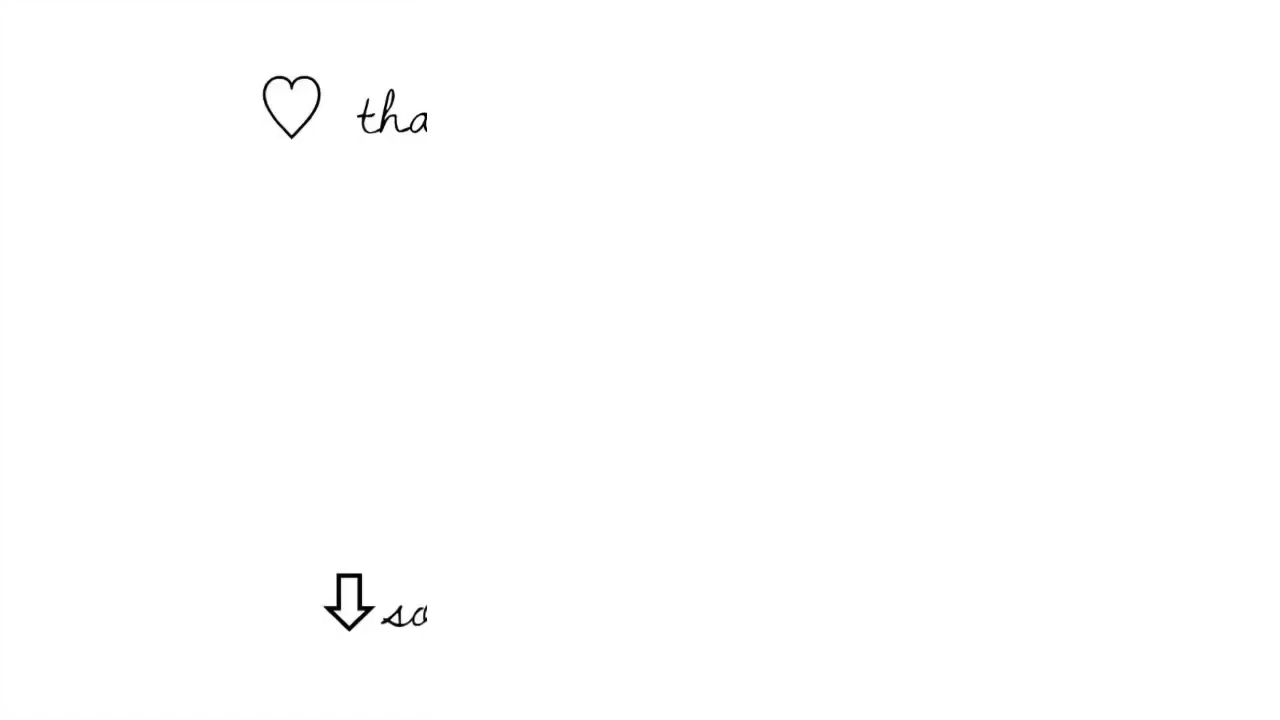 ♡ tha
⇩ so